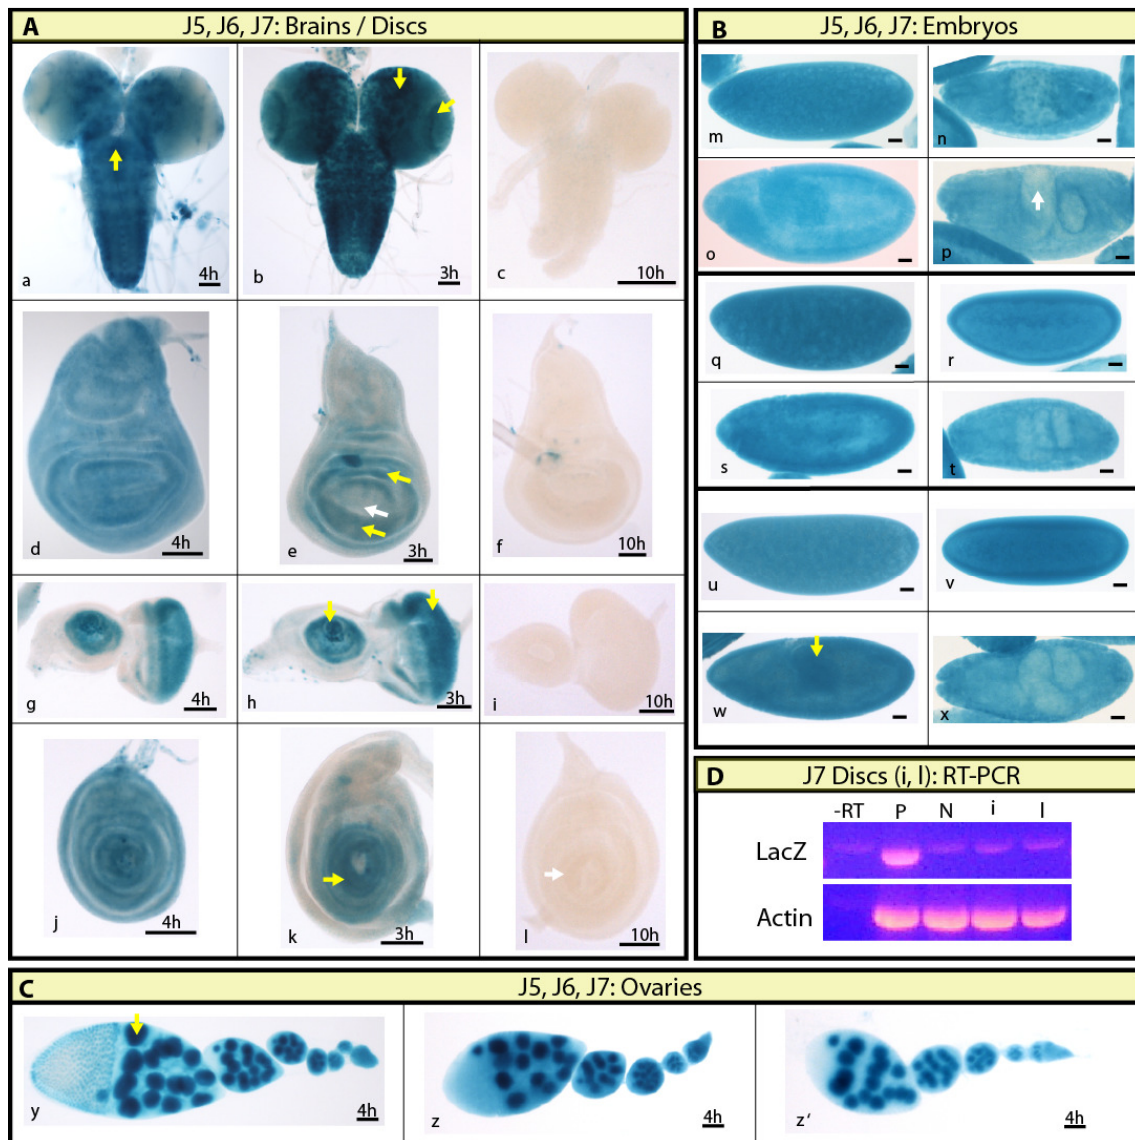 A J5, J6, J7: Brains / Discs
a 4h
b 3h
c 10h
d 4h
e 3h
f 10h
g 4h
h 3h
i 10h
j 4h
k 3h
l 10h
B J5, J6, J7: Embryos
m
n
o
p
q
r
s
t
u
v
w
x
D J7 Discs (i, l): RT-PCR
-RT P N i l
LacZ
Actin
C J5, J6, J7: Ovaries
y 4h
z 4h
z′ 4h